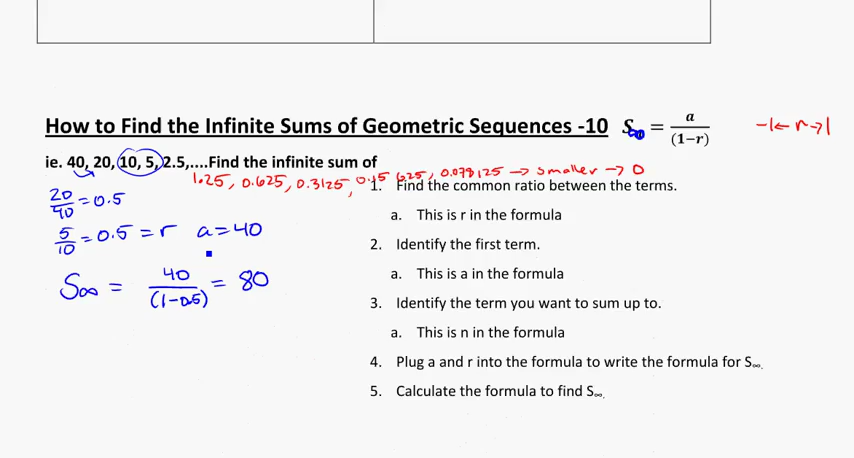 How to Find the Infinite Sums of Geometric Sequences -10 S∞ = a/(1−r) -1 ← r → 1
ie. 40, 20, 10, 5, 2.5,....Find the infinite sum of
1.25, 0.625, 0.3125, 0.15625, 0.078125 → smaller → 0
20/40 = 0.5
5/10 = 0.5 = r a = 40
S∞ = 40/(1-0.5) = 80
1. Find the common ratio between the terms.
a. This is r in the formula
2. Identify the first term.
a. This is a in the formula
3. Identify the term you want to sum up to.
a. This is n in the formula
4. Plug a and r into the formula to write the formula for S∞.
5. Calculate the formula to find S∞.